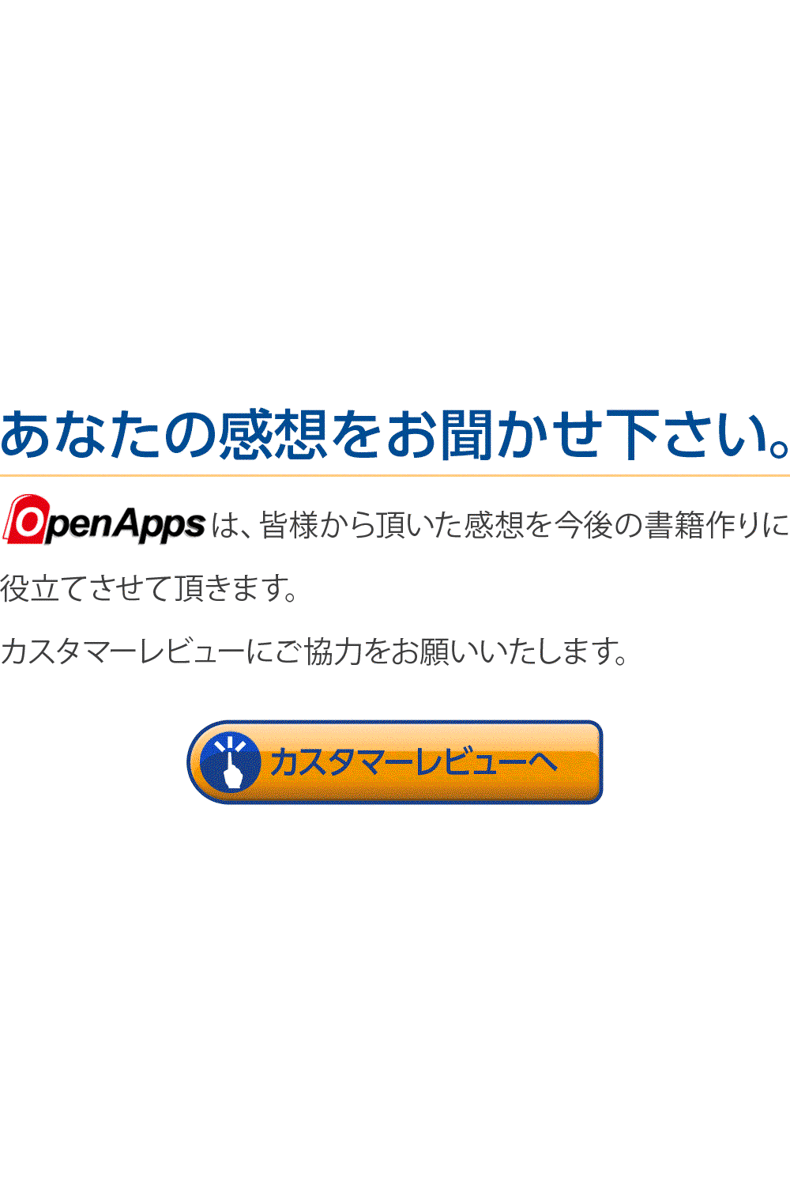 あなたの感想をお聞かせ下さい。
OpenAppsは、皆様から頂いた感想を今後の書籍作りに
役立てさせて頂きます。
カスタマーレビューにご協力をお願いいたします。
カスタマーレビューへ